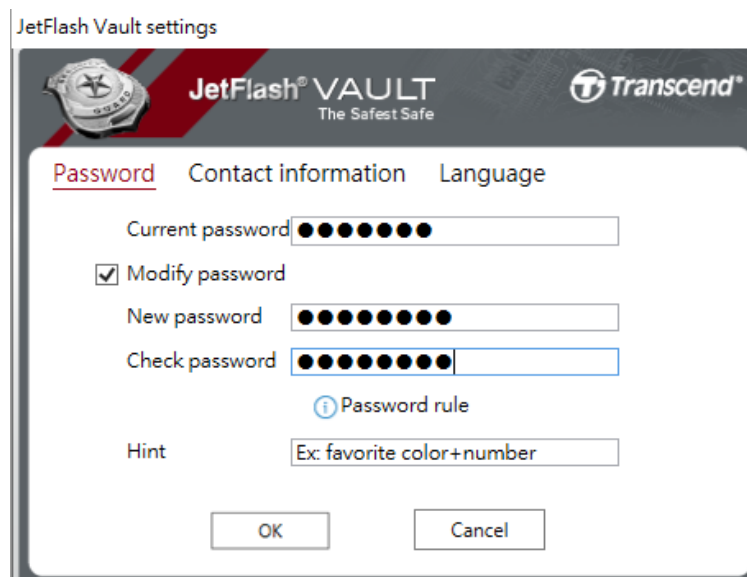 JetFlash Vault settings
JetFlash® VAULT
The Safest Safe
Transcend®
GUARD
Password Contact information Language
Current password ●●●●●●●
Modify password
New password ●●●●●●●●
Check password ●●●●●●●●
Password rule
Hint Ex: favorite color+number
OK Cancel